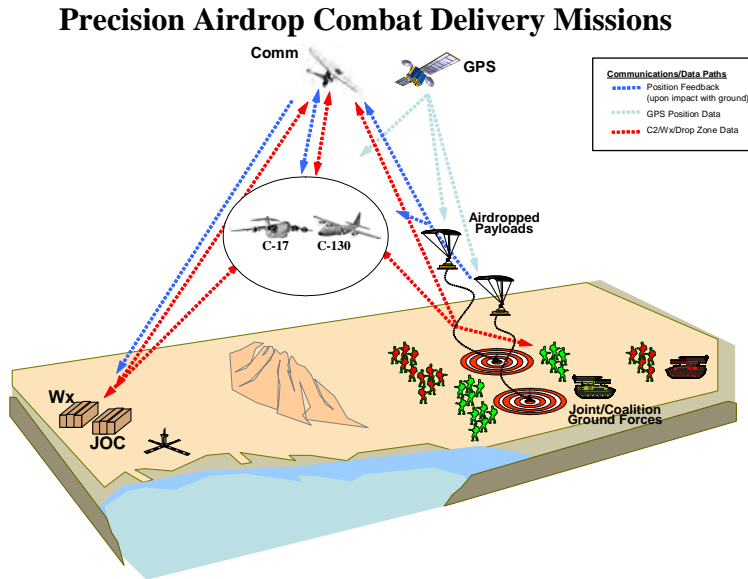 Precision Airdrop Combat Delivery Missions
Comm
GPS
Communications/Data Paths
Position Feedback
(upon impact with ground)
GPS Position Data
C2/Wx/Drop Zone Data
Airdropped
Payloads
C-17
C-130
Wx
JOC
Joint/Coalition
Ground Forces